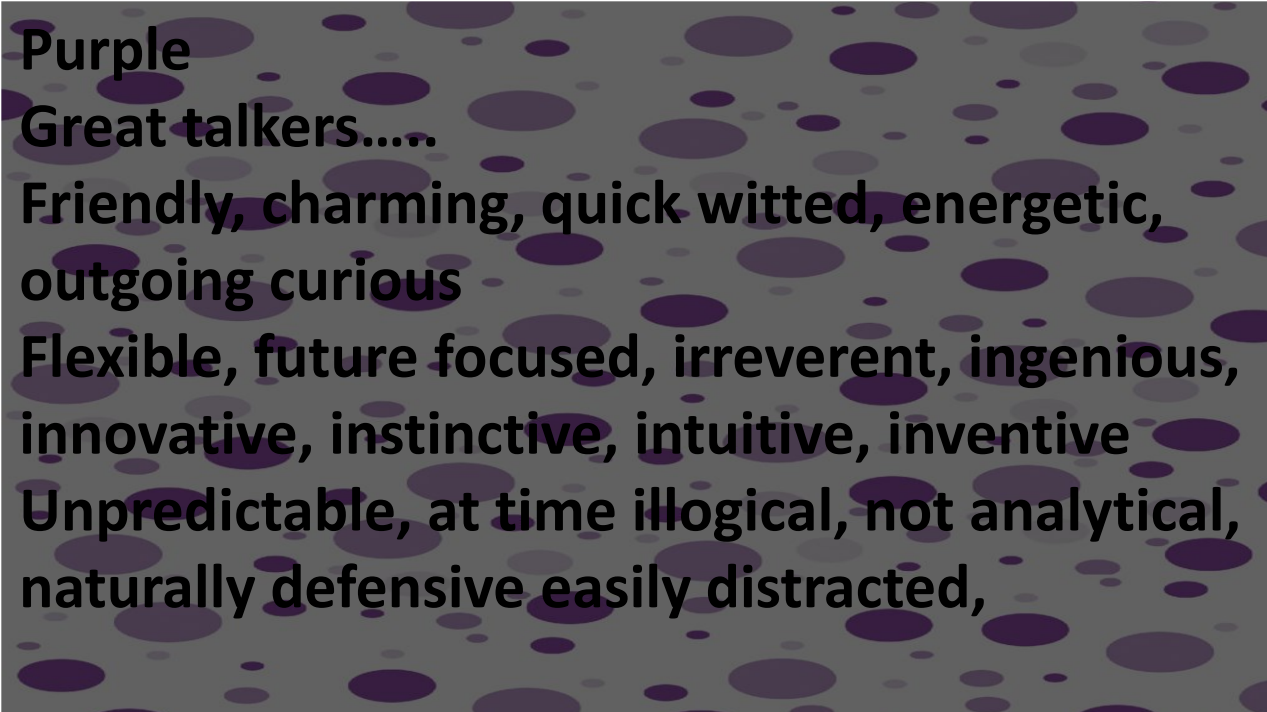 Purple
Great talkers…..
Friendly, charming, quick witted, energetic,
outgoing curious
Flexible, future focused, irreverent, ingenious,
innovative, instinctive, intuitive, inventive
Unpredictable, at time illogical, not analytical,
naturally defensive easily distracted,